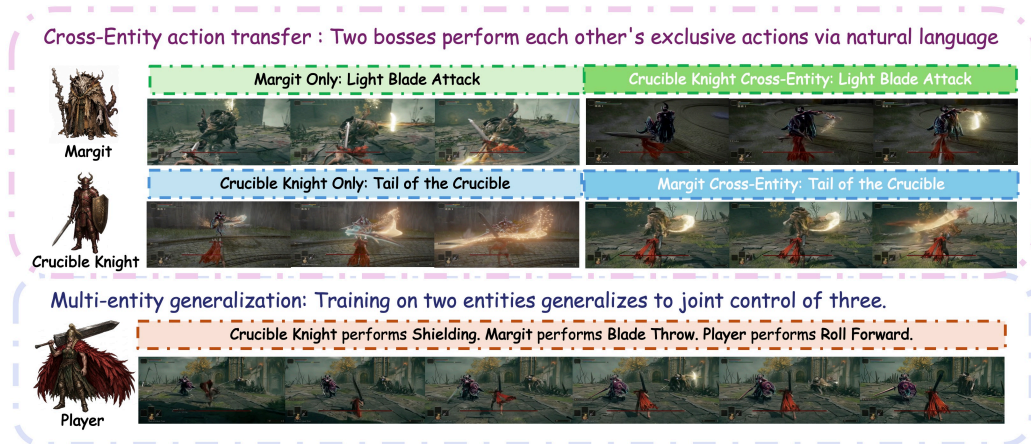 Cross-Entity action transfer : Two bosses perform each other's exclusive actions via natural language
Margit Only: Light Blade Attack
Crucible Knight Cross-Entity: Light Blade Attack
Margit
Crucible Knight Only: Tail of the Crucible
Margit Cross-Entity: Tail of the Crucible
Crucible Knight
Multi-entity generalization: Training on two entities generalizes to joint control of three.
Crucible Knight performs Shielding. Margit performs Blade Throw. Player performs Roll Forward.
Player